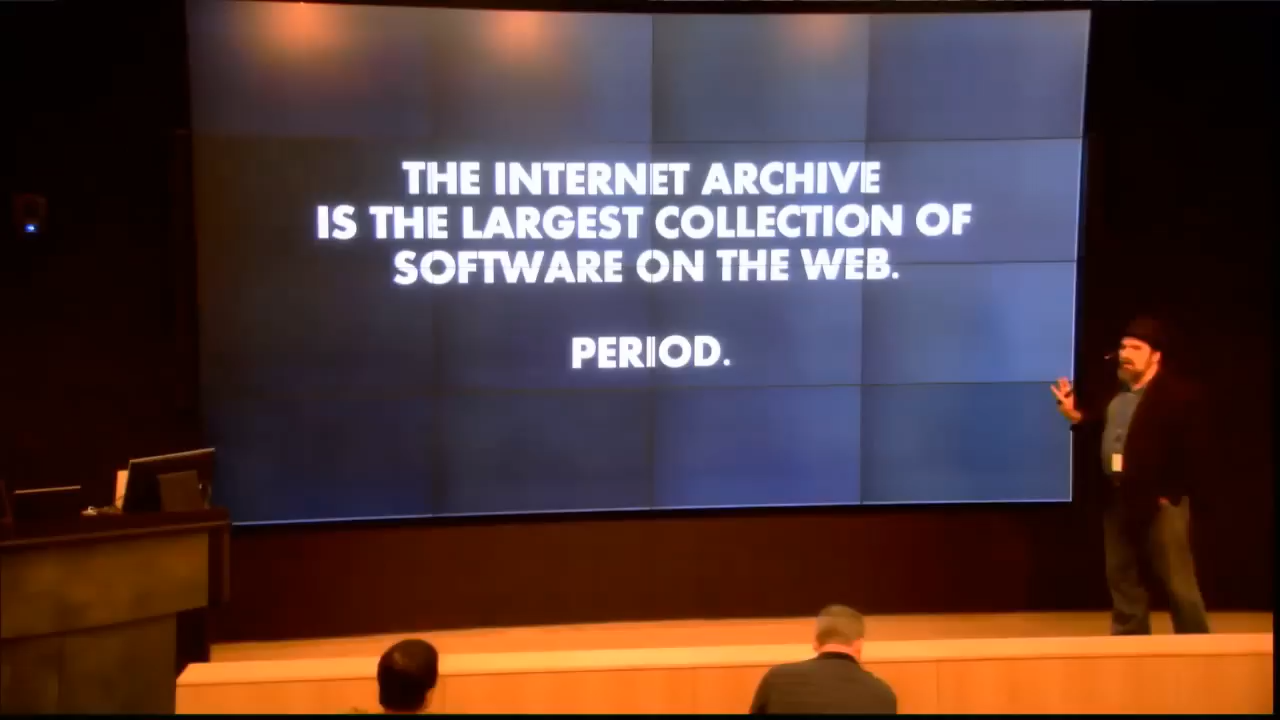 THE INTERNET ARCHIVE
IS THE LARGEST COLLECTION OF
SOFTWARE ON THE WEB.
PERIOD.